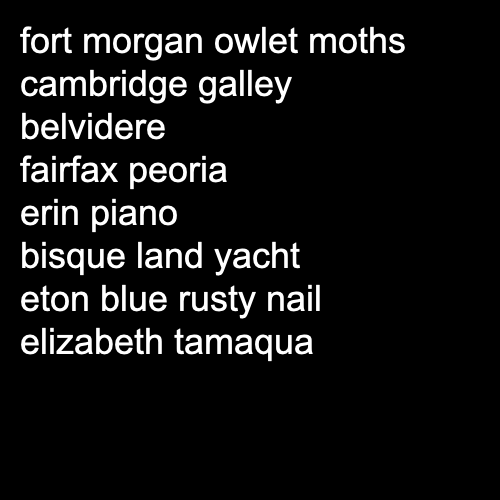 fort morgan owlet moths
cambridge galley
belvidere
fairfax peoria
erin piano
bisque land yacht
eton blue rusty nail
elizabeth tamaqua